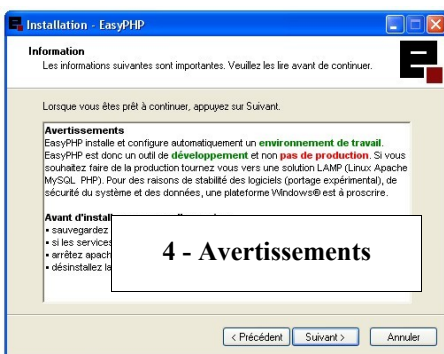 Installation - EasyPHP
Information
Les informations suivantes sont importantes. Veuillez les lire avant de continuer.
Lorsque vous êtes prêt à continuer, appuyez sur Suivant.
Avertissements
EasyPHP installe et configure automatiquement un environnement de travail.
EasyPHP est donc un outil de développement et non pas de production. Si vous
souhaitez faire de la production tournez vous vers une solution LAMP (Linux Apache
MySQL PHP). Pour des raisons de stabilité des logiciels (portage expérimental), de
sécurité du système et des données, une plateforme Windows® est à proscrire.
Avant d'instal
• sauvegardez
• si les services
• arrêtez apach
• désinstallez la
4 - Avertissements
< Précédent
Suivant >
Annuler